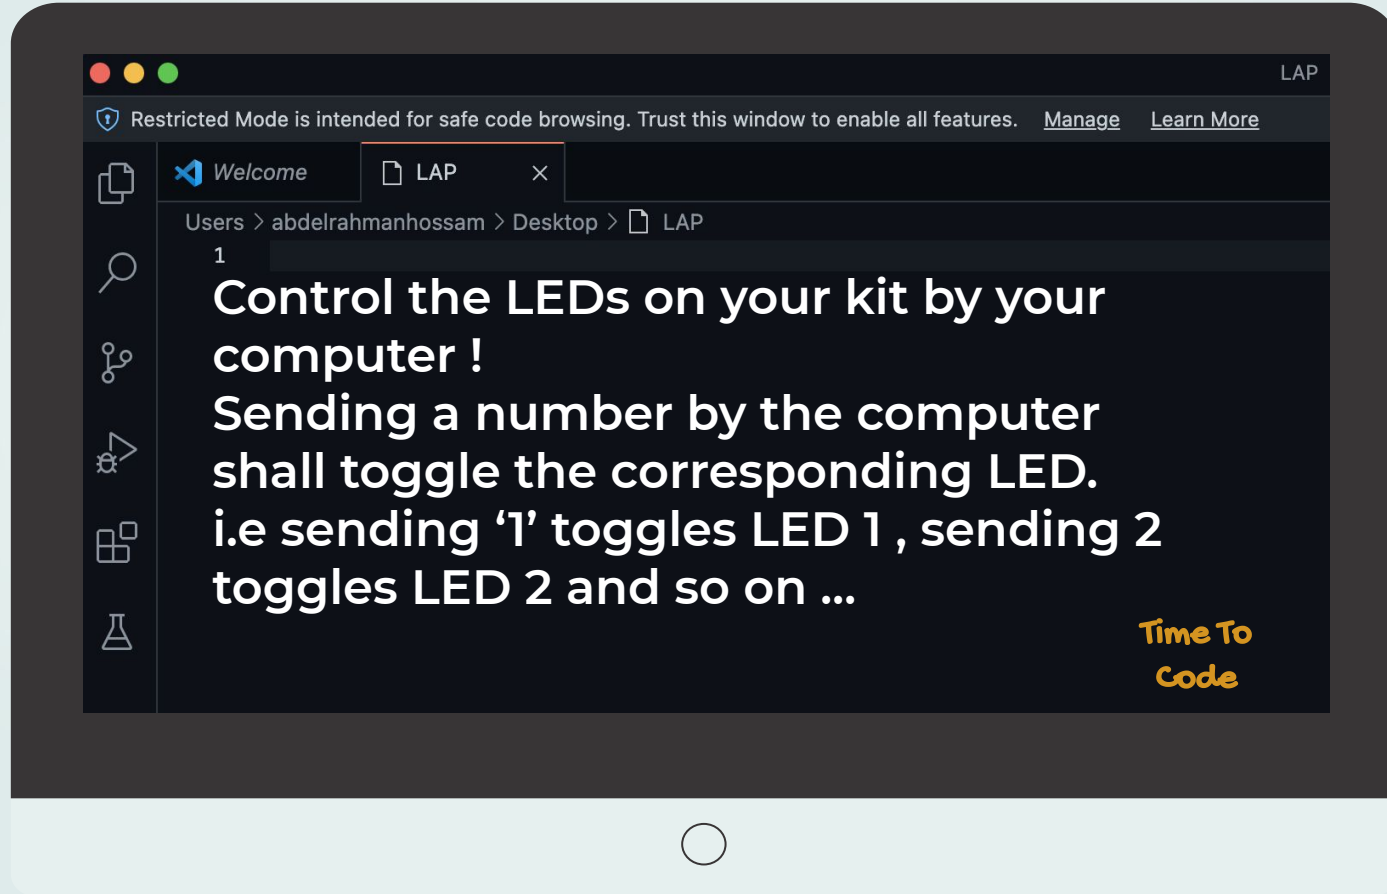 LAP
Restricted Mode is intended for safe code browsing. Trust this window to enable all features. Manage Learn More
Welcome LAP
Users > abdelrahmanhossam > Desktop > LAP
1
Control the LEDs on your kit by your
computer !
Sending a number by the computer
shall toggle the corresponding LED.
i.e sending ‘1’ toggles LED 1 , sending 2
toggles LED 2 and so on ...
Time To
Code